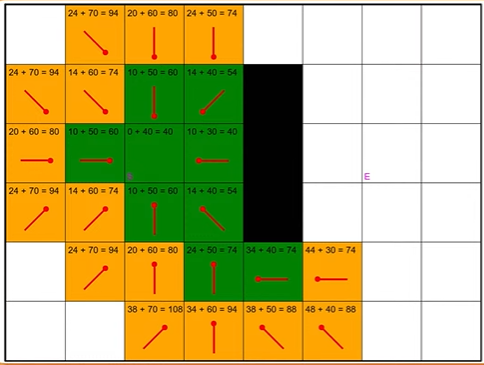 24 + 70 = 94 20 + 60 = 80 24 + 50 = 74
24 + 70 = 94 14 + 60 = 74 10 + 50 = 60 14 + 40 = 54
20 + 60 = 80 10 + 50 = 60 0 + 40 = 40 10 + 30 = 40
E
24 + 70 = 94 14 + 60 = 74 10 + 50 = 60 14 + 40 = 54
24 + 70 = 94 20 + 60 = 80 24 + 50 = 74 34 + 40 = 74 44 + 30 = 74
38 + 70 = 108 34 + 60 = 94 38 + 50 = 88 48 + 40 = 88